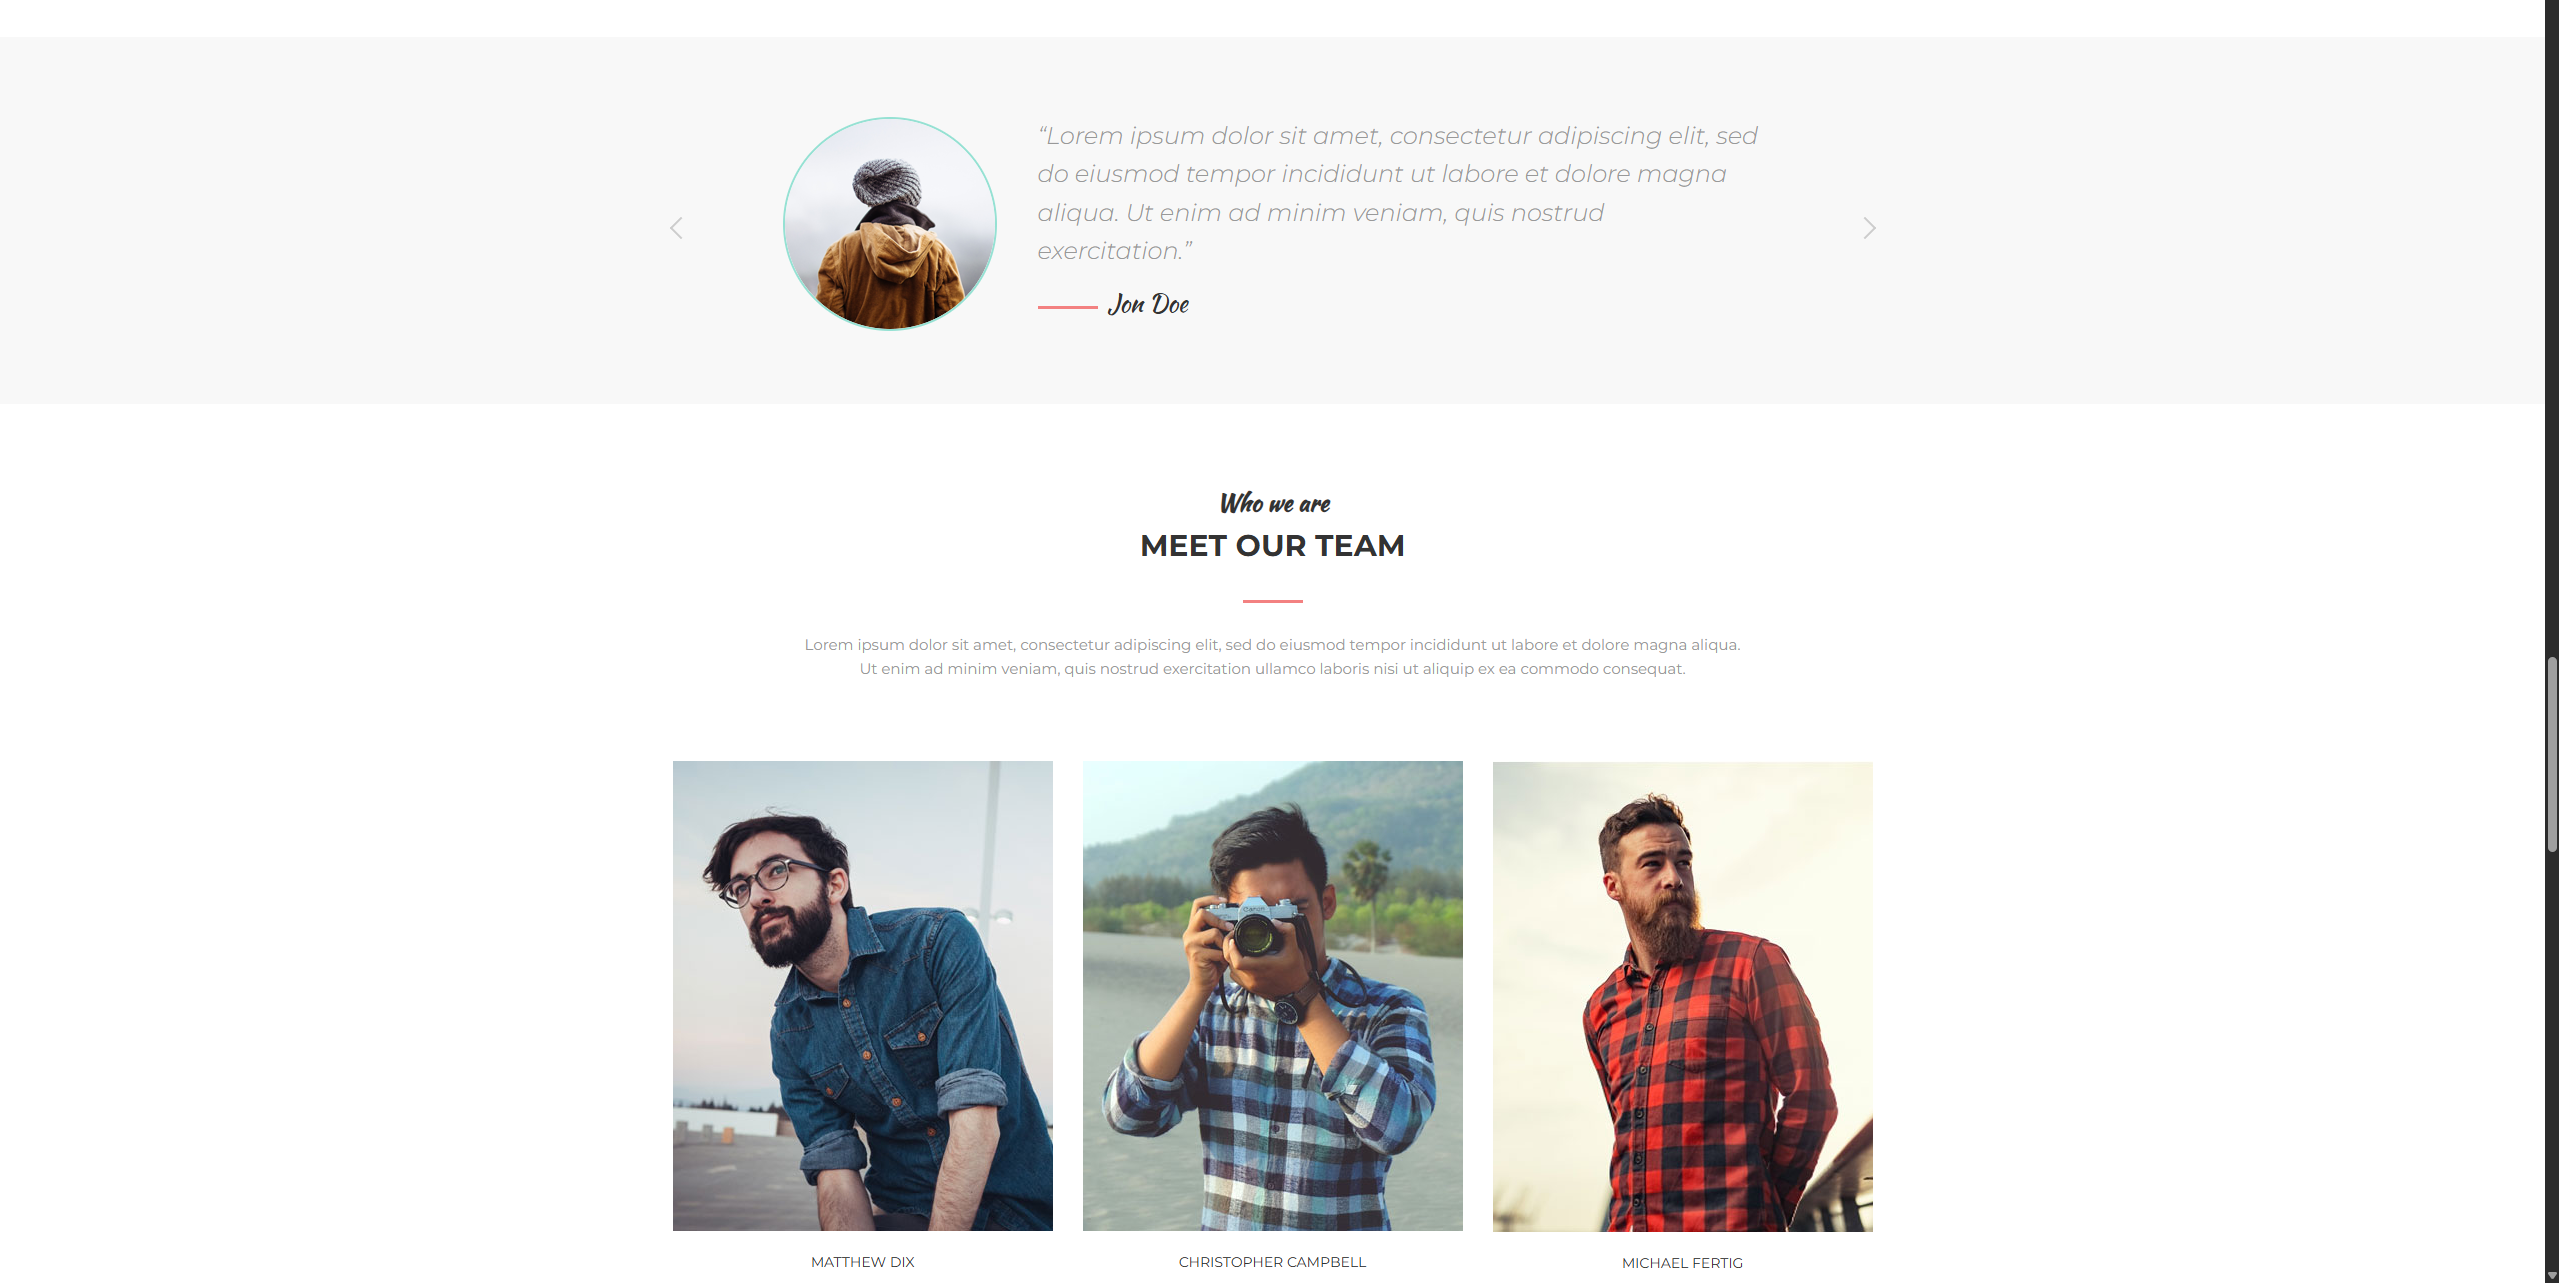 “Lorem ipsum dolor sit amet, consectetur adipiscing elit, sed
do eiusmod tempor incididunt ut labore et dolore magna
aliqua. Ut enim ad minim veniam, quis nostrud
exercitation.”
Jon Doe
Who we are
MEET OUR TEAM
Lorem ipsum dolor sit amet, consectetur adipiscing elit, sed do eiusmod tempor incididunt ut labore et dolore magna aliqua.
Ut enim ad minim veniam, quis nostrud exercitation ullamco laboris nisi ut aliquip ex ea commodo consequat.
Canon
MATTHEW DIX
CHRISTOPHER CAMPBELL
MICHAEL FERTIG